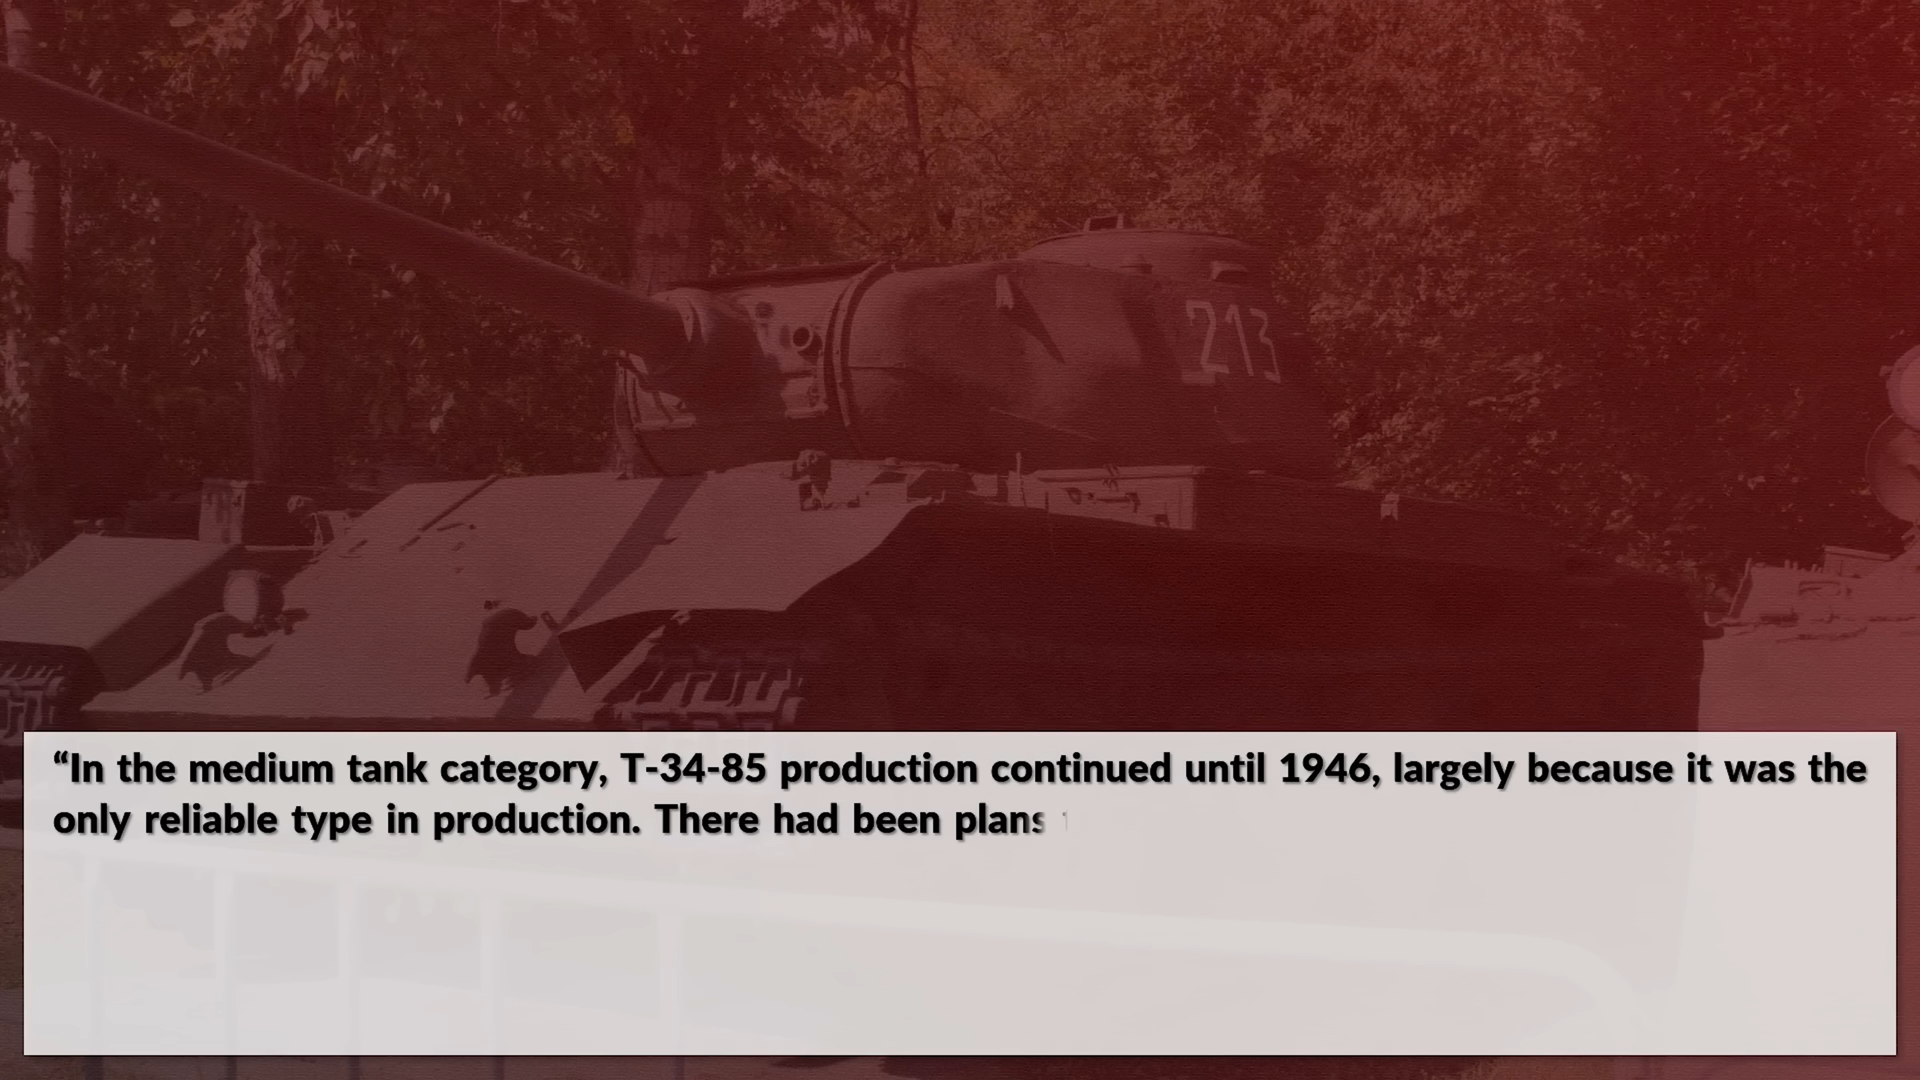 213
“In the medium tank category, T-34-85 production continued until 1946, largely because it was the
only reliable type in production. There had been plans